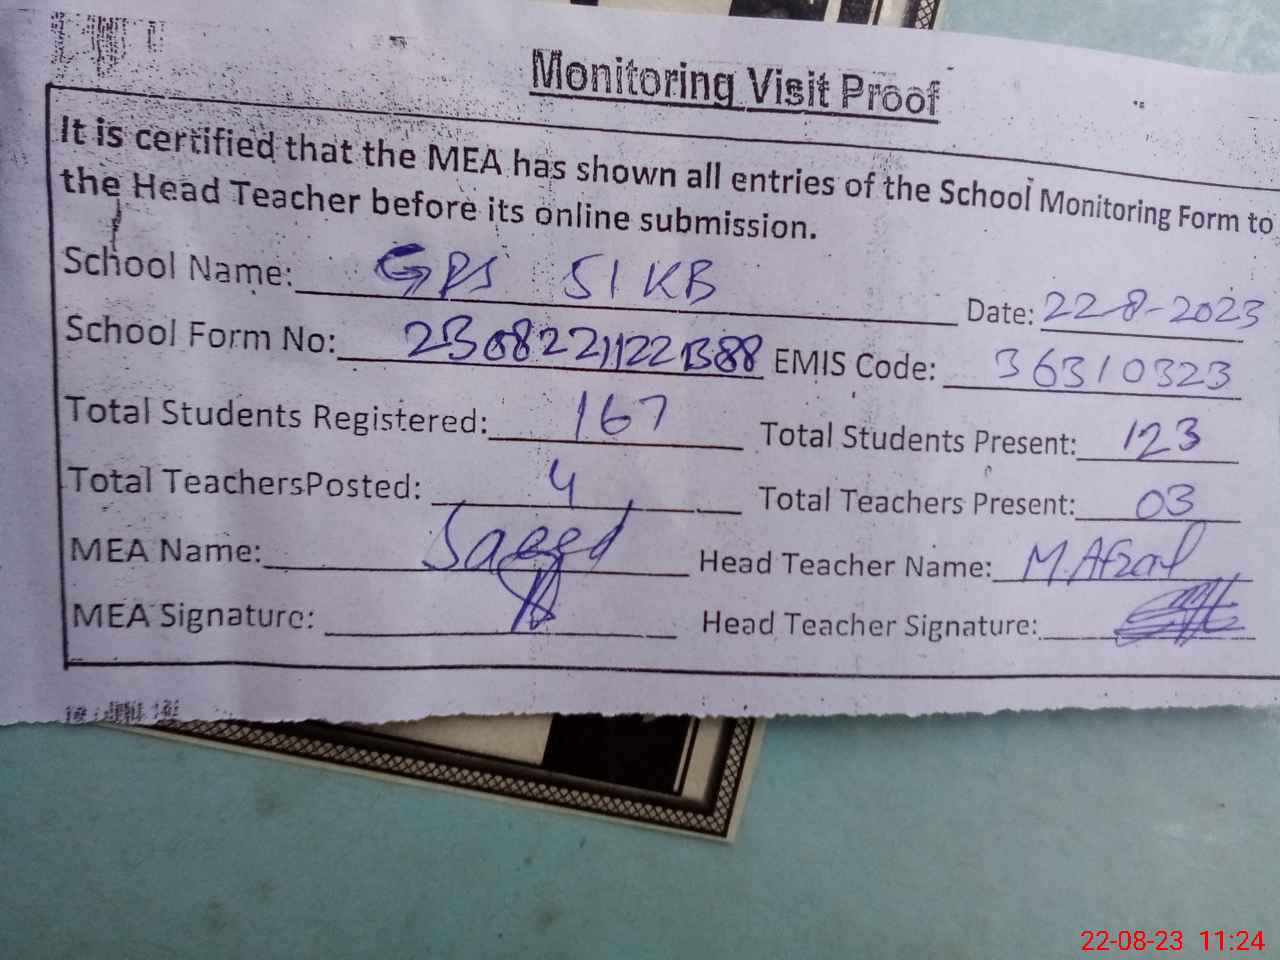 Monitoring Visit Proof
It is certified that the MEA has shown all entries of the School Monitoring Form to
the Head Teacher before its online submission.
School Name: GPS 51 KB Date: 22-8-2023
School Form No: 2308221122B88 EMIS Code: 36310323
Total Students Registered: 167 Total Students Present: 123
Total TeachersPosted: 4 Total Teachers Present: 03
MEA Name: Saeed Head Teacher Name: M.Afzal
MEA Signature: Head Teacher Signature:
22-08-23 11:24